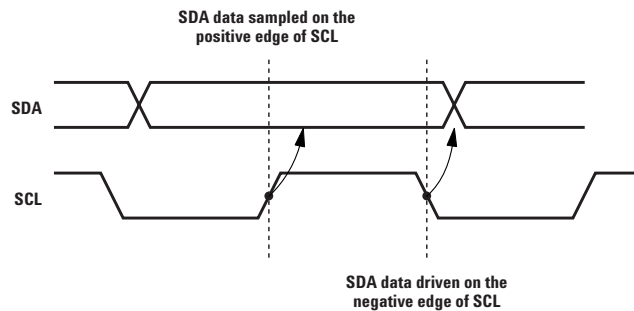 SDA data sampled on the
positive edge of SCL
SDA
SCL
SDA data driven on the
negative edge of SCL